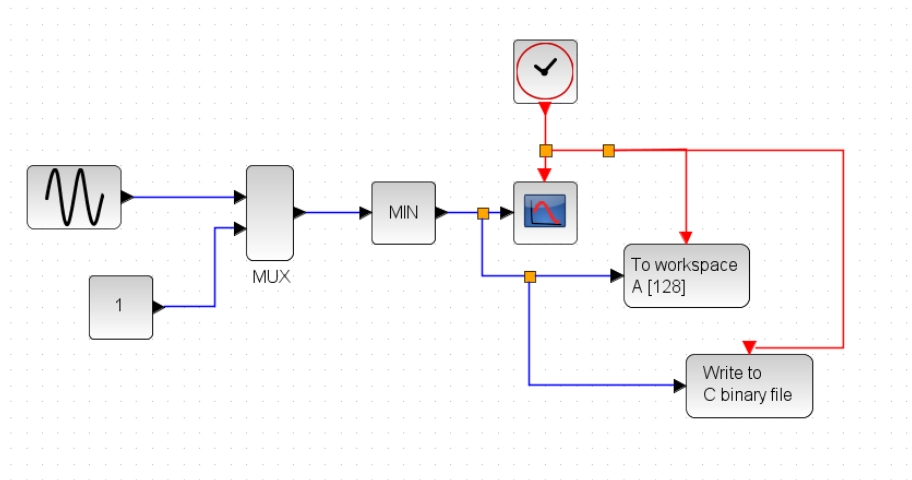 MIN
To workspace
A [128]
1
MUX
Write to
C binary file